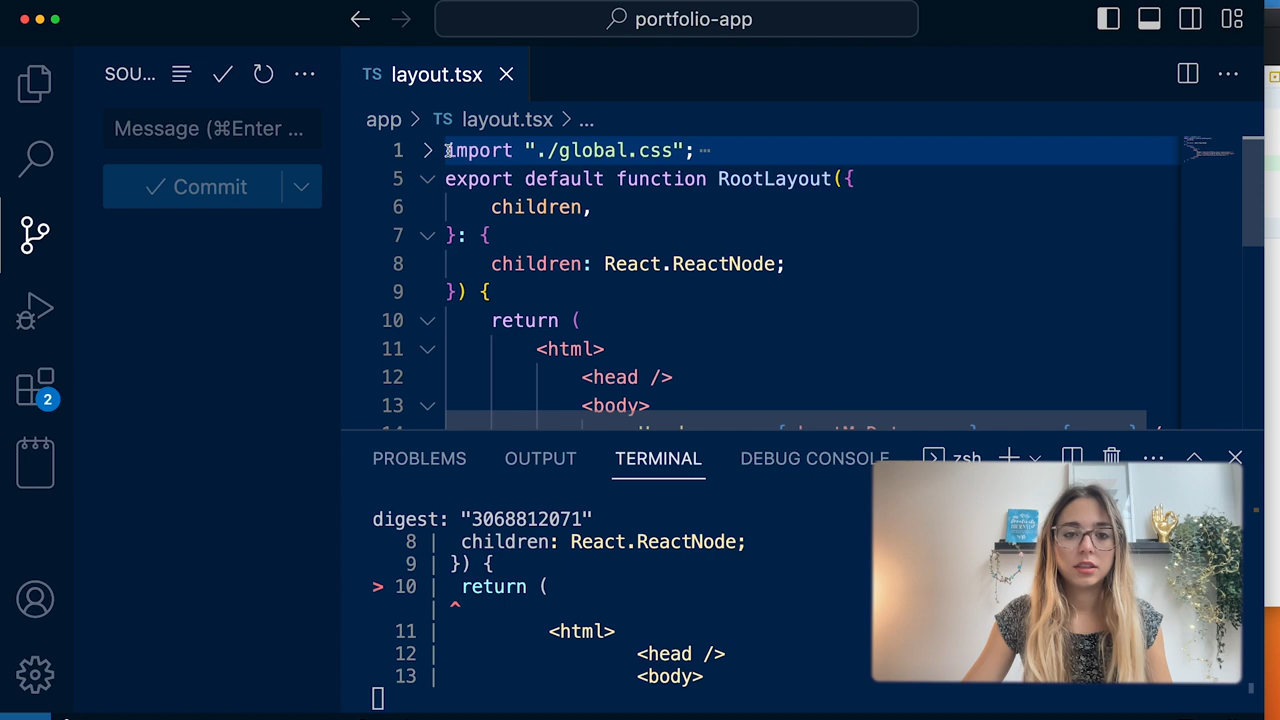 portfolio-app
SOU...
TS layout.tsx
app > TS layout.tsx > ...
Message (⌘Enter ...
Commit
1 import "./global.css";
5 export default function RootLayout({
6 children,
7 }: {
8 children: React.ReactNode;
9 }) {
10 return (
11 <html>
12 <head />
13 <body>
2
PROBLEMS OUTPUT TERMINAL DEBUG CONSOLE zsh
digest: "3068812071"
8 | children: React.ReactNode;
9 | }) {
> 10 | return (
| ^
11 | <html>
12 | <head />
13 | <body>